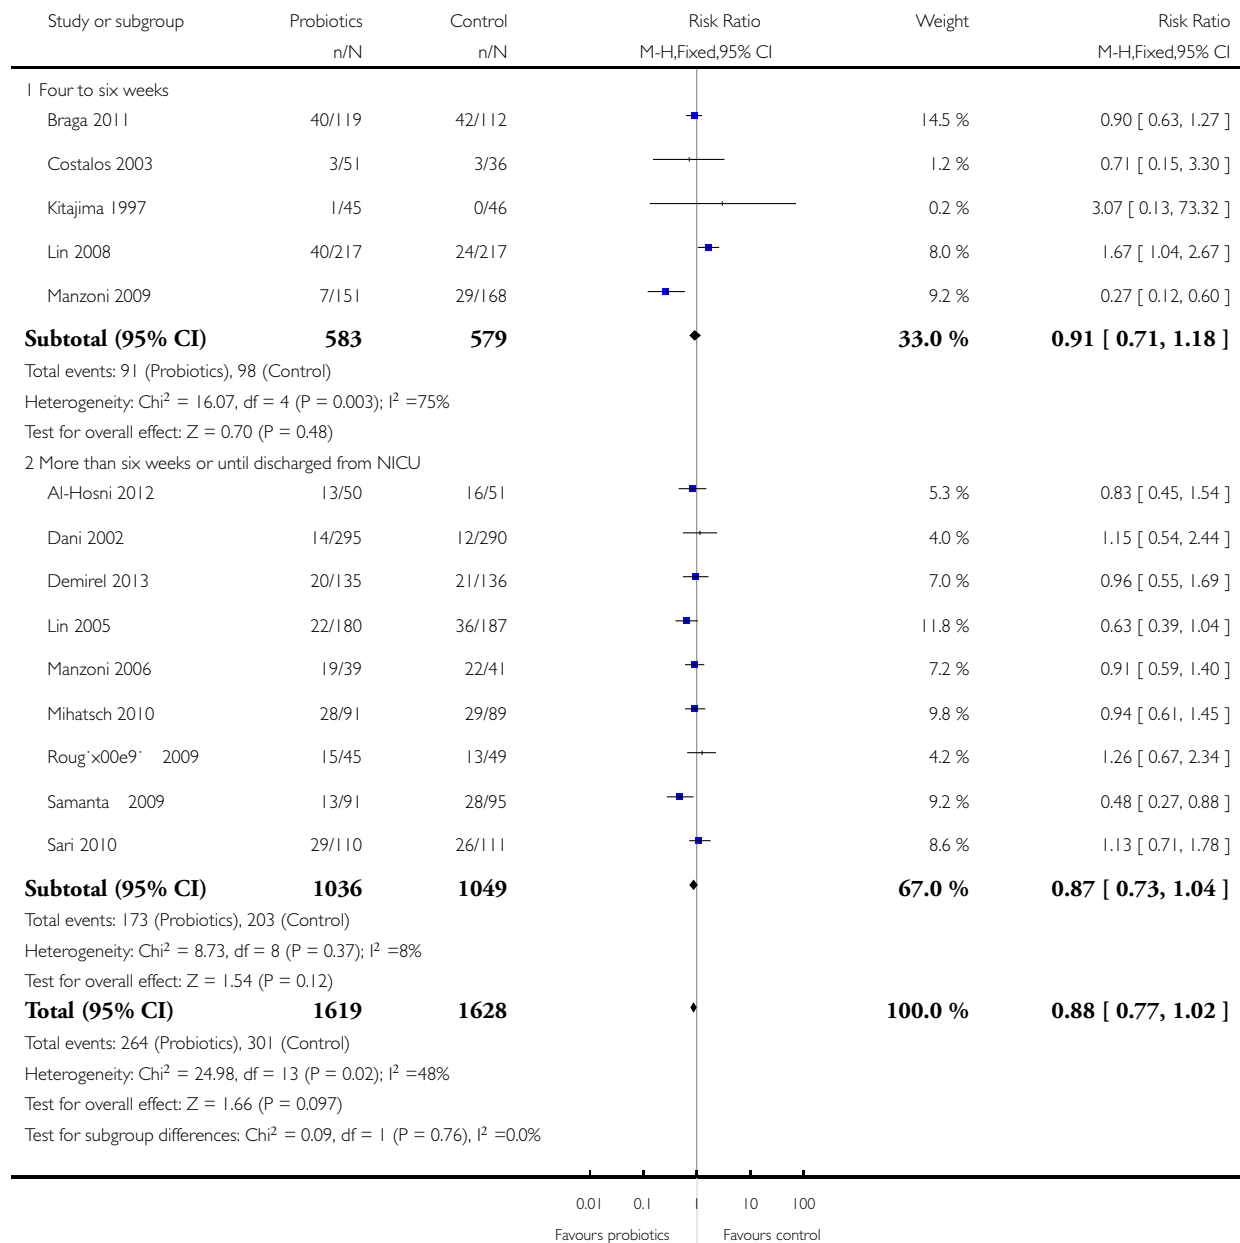 Study or subgroup Probiotics Control Risk Ratio Weight Risk Ratio
n/N n/N M-H,Fixed,95% CI M-H,Fixed,95% CI
1 Four to six weeks
Braga 2011 40/119 42/112 14.5 % 0.90 [ 0.63, 1.27 ]
Costalos 2003 3/51 3/36 1.2 % 0.71 [ 0.15, 3.30 ]
Kitajima 1997 1/45 0/46 0.2 % 3.07 [ 0.13, 73.32 ]
Lin 2008 40/217 24/217 8.0 % 1.67 [ 1.04, 2.67 ]
Manzoni 2009 7/151 29/168 9.2 % 0.27 [ 0.12, 0.60 ]
Subtotal (95% CI) 583 579 33.0 % 0.91 [ 0.71, 1.18 ]
Total events: 91 (Probiotics), 98 (Control)
Heterogeneity: Chi² = 16.07, df = 4 (P = 0.003); I² =75%
Test for overall effect: Z = 0.70 (P = 0.48)
2 More than six weeks or until discharged from NICU
Al-Hosni 2012 13/50 16/51 5.3 % 0.83 [ 0.45, 1.54 ]
Dani 2002 14/295 12/290 4.0 % 1.15 [ 0.54, 2.44 ]
Demirel 2013 20/135 21/136 7.0 % 0.96 [ 0.55, 1.69 ]
Lin 2005 22/180 36/187 11.8 % 0.63 [ 0.39, 1.04 ]
Manzoni 2006 19/39 22/41 7.2 % 0.91 [ 0.59, 1.40 ]
Mihatsch 2010 28/91 29/89 9.8 % 0.94 [ 0.61, 1.45 ]
Roug˙x00e9˙ 2009 15/45 13/49 4.2 % 1.26 [ 0.67, 2.34 ]
Samanta 2009 13/91 28/95 9.2 % 0.48 [ 0.27, 0.88 ]
Sari 2010 29/110 26/111 8.6 % 1.13 [ 0.71, 1.78 ]
Subtotal (95% CI) 1036 1049 67.0 % 0.87 [ 0.73, 1.04 ]
Total events: 173 (Probiotics), 203 (Control)
Heterogeneity: Chi² = 8.73, df = 8 (P = 0.37); I² =8%
Test for overall effect: Z = 1.54 (P = 0.12)
Total (95% CI) 1619 1628 100.0 % 0.88 [ 0.77, 1.02 ]
Total events: 264 (Probiotics), 301 (Control)
Heterogeneity: Chi² = 24.98, df = 13 (P = 0.02); I² =48%
Test for overall effect: Z = 1.66 (P = 0.097)
Test for subgroup differences: Chi² = 0.09, df = 1 (P = 0.76), I² =0.0%
0.01 0.1 1 10 100
Favours probiotics Favours control